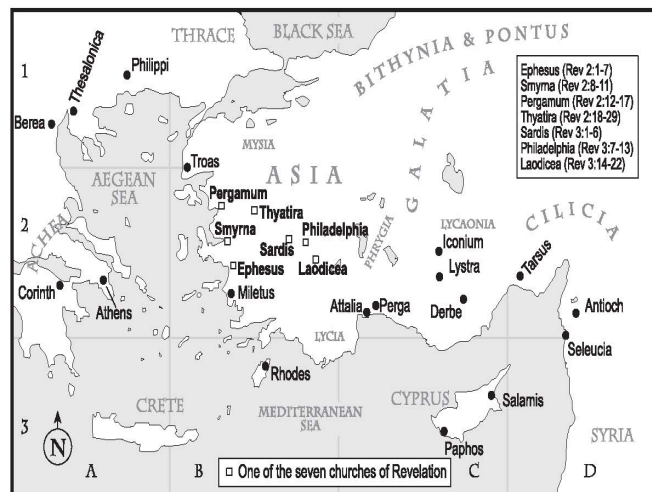 THRACE
BLACK SEA
BITHYNIA & PONTUS
1
Thesalonica
Philippi
Berea
GALATIA
Ephesus (Rev 2:1-7)
Smyrna (Rev 2:8-11)
Pergamum (Rev 2:12-17)
Thyatira (Rev 2:18-29)
Sardis (Rev 3:1-6)
Philadelphia (Rev 3:7-13)
Laodicea (Rev 3:14-22)
MYSIA
Troas
ASIA
AEGEAN
SEA
Pergamum
Thyatira
2
Smyrna
Sardis
Philadelphia
Laodicea
Ephesus
PHRYGIA
LYCAONIA
CILICIA
Iconium
Lystra
Tarsus
ACHEA
Corinth
Athens
Miletus
Attalia
Perga
Derbe
Antioch
Seleucia
LYCIA
Rhodes
CRETE
MEDITERRANEAN
SEA
CYPRUS
Salamis
Paphos
SYRIA
3
N
A
B
C
D
One of the seven churches of Revelation